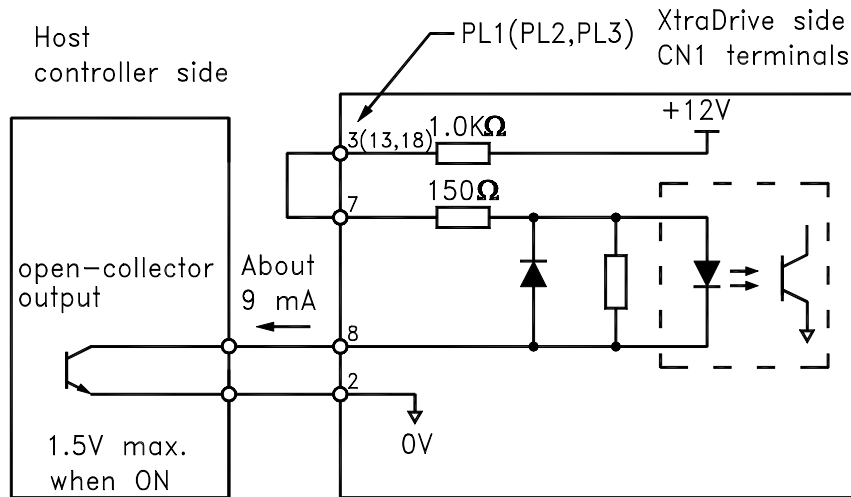 Host
controller side
PL1(PL2,PL3)
XtraDrive side
CN1 terminals
+12V
3(13,18)
1.0KΩ
7
150Ω
open-collector
output
About
9 mA
8
2
0V
1.5V max.
when ON